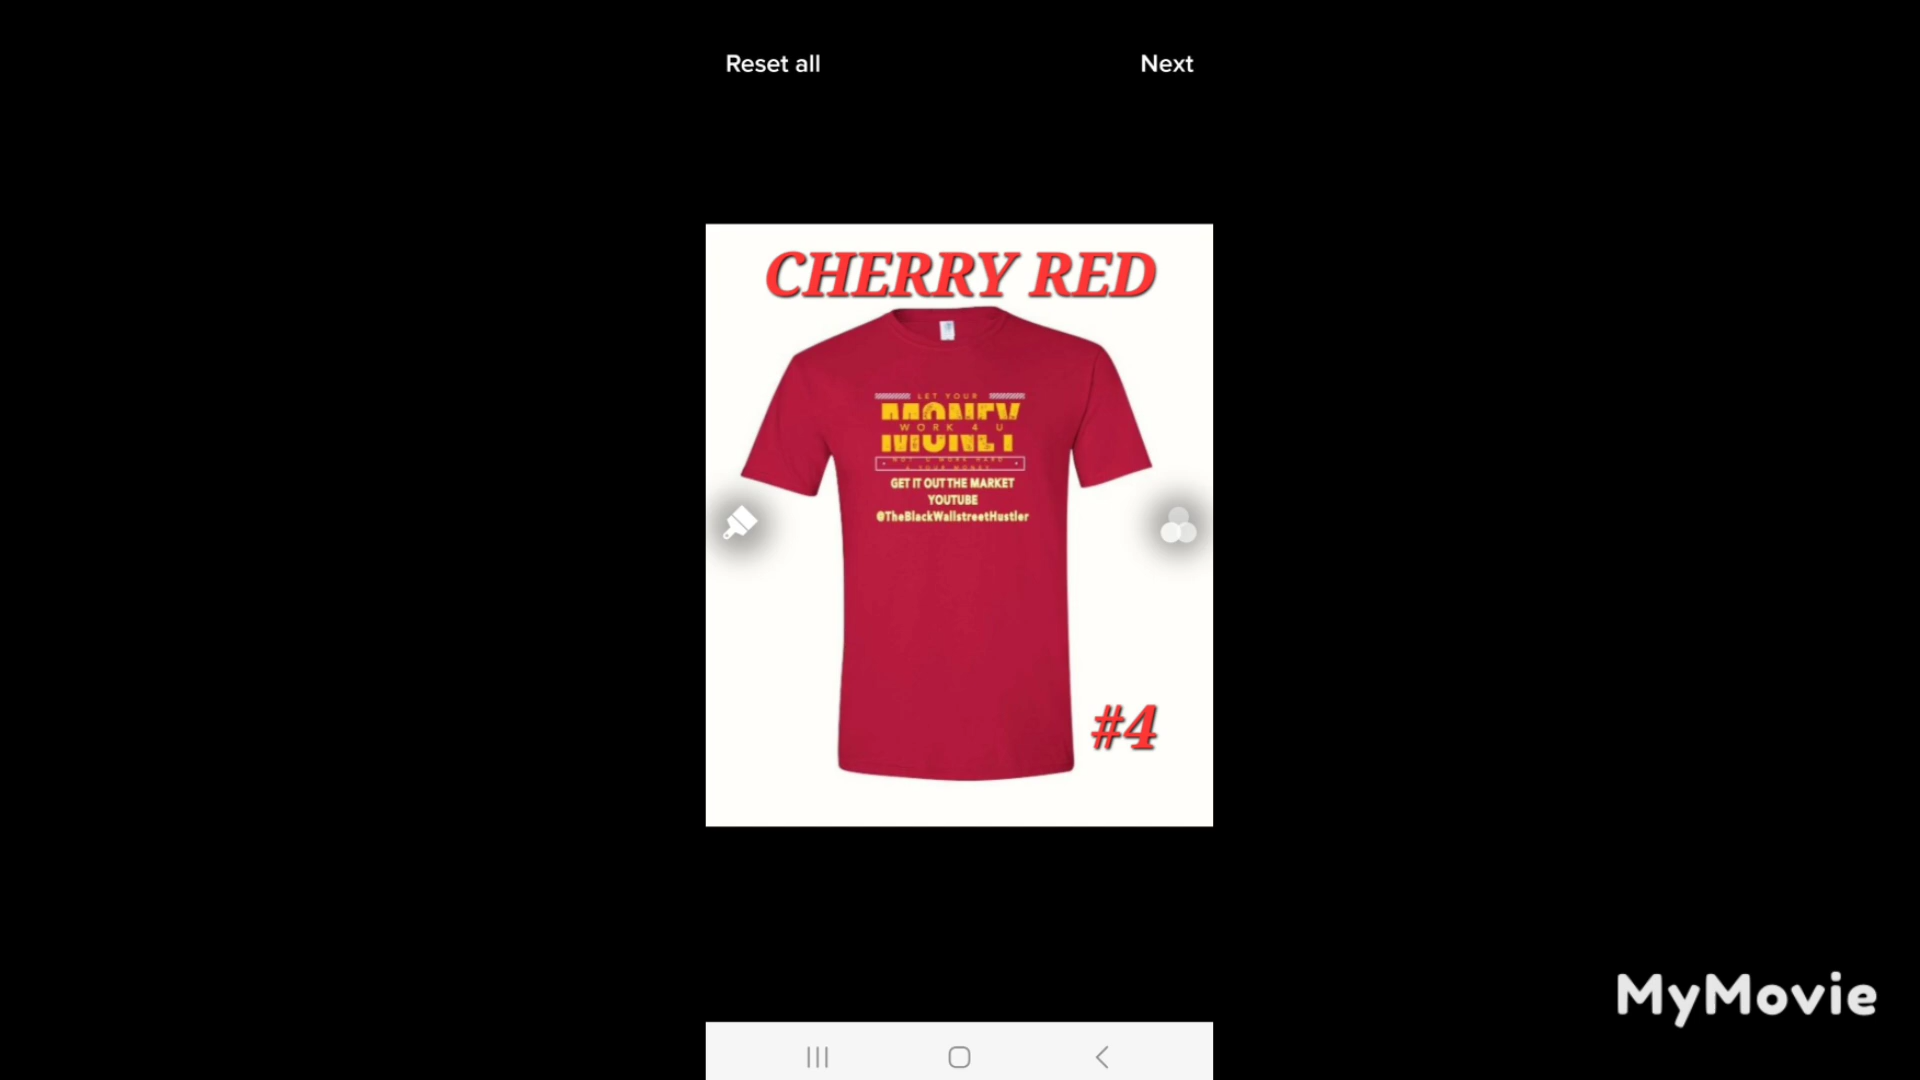 Reset all Next
CHERRY RED
LET YOUR
MONEY
WORK 4 U
GET IT OUT THE MARKET
YOUTUBE
@TheBlackWallstreetHustler
#4
MyMovie